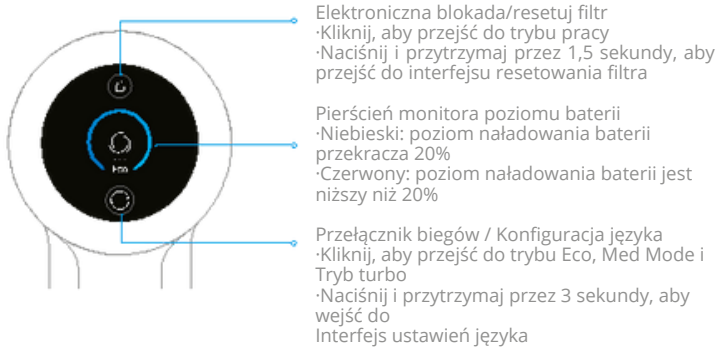 Elektroniczna blokada/resetuj filtr
·Kliknij, aby przejść do trybu pracy
·Naciśnij i przytrzymaj przez 1,5 sekundy, aby
przejść do interfejsu resetowania filtra
Pierścień monitora poziomu baterii
·Niebieski: poziom naładowania baterii
przekracza 20%
·Czerwony: poziom naładowania baterii jest
niższy niż 20%
Eco
Przełącznik biegów / Konfiguracja języka
·Kliknij, aby przejść do trybu Eco, Med Mode i
Tryb turbo
·Naciśnij i przytrzymaj przez 3 sekundy, aby
wejść do
Interfejs ustawień języka